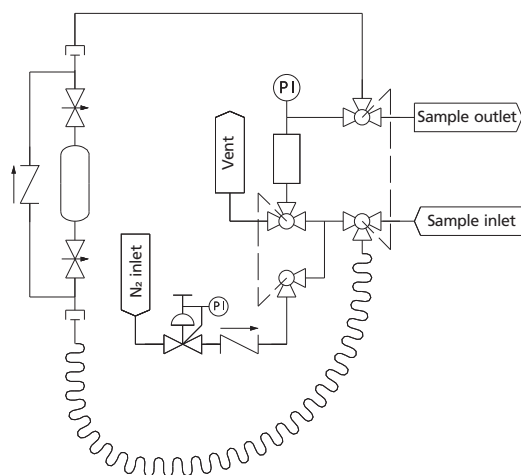 PI
Sample outlet
Vent
Sample inlet
N₂ inlet
PI